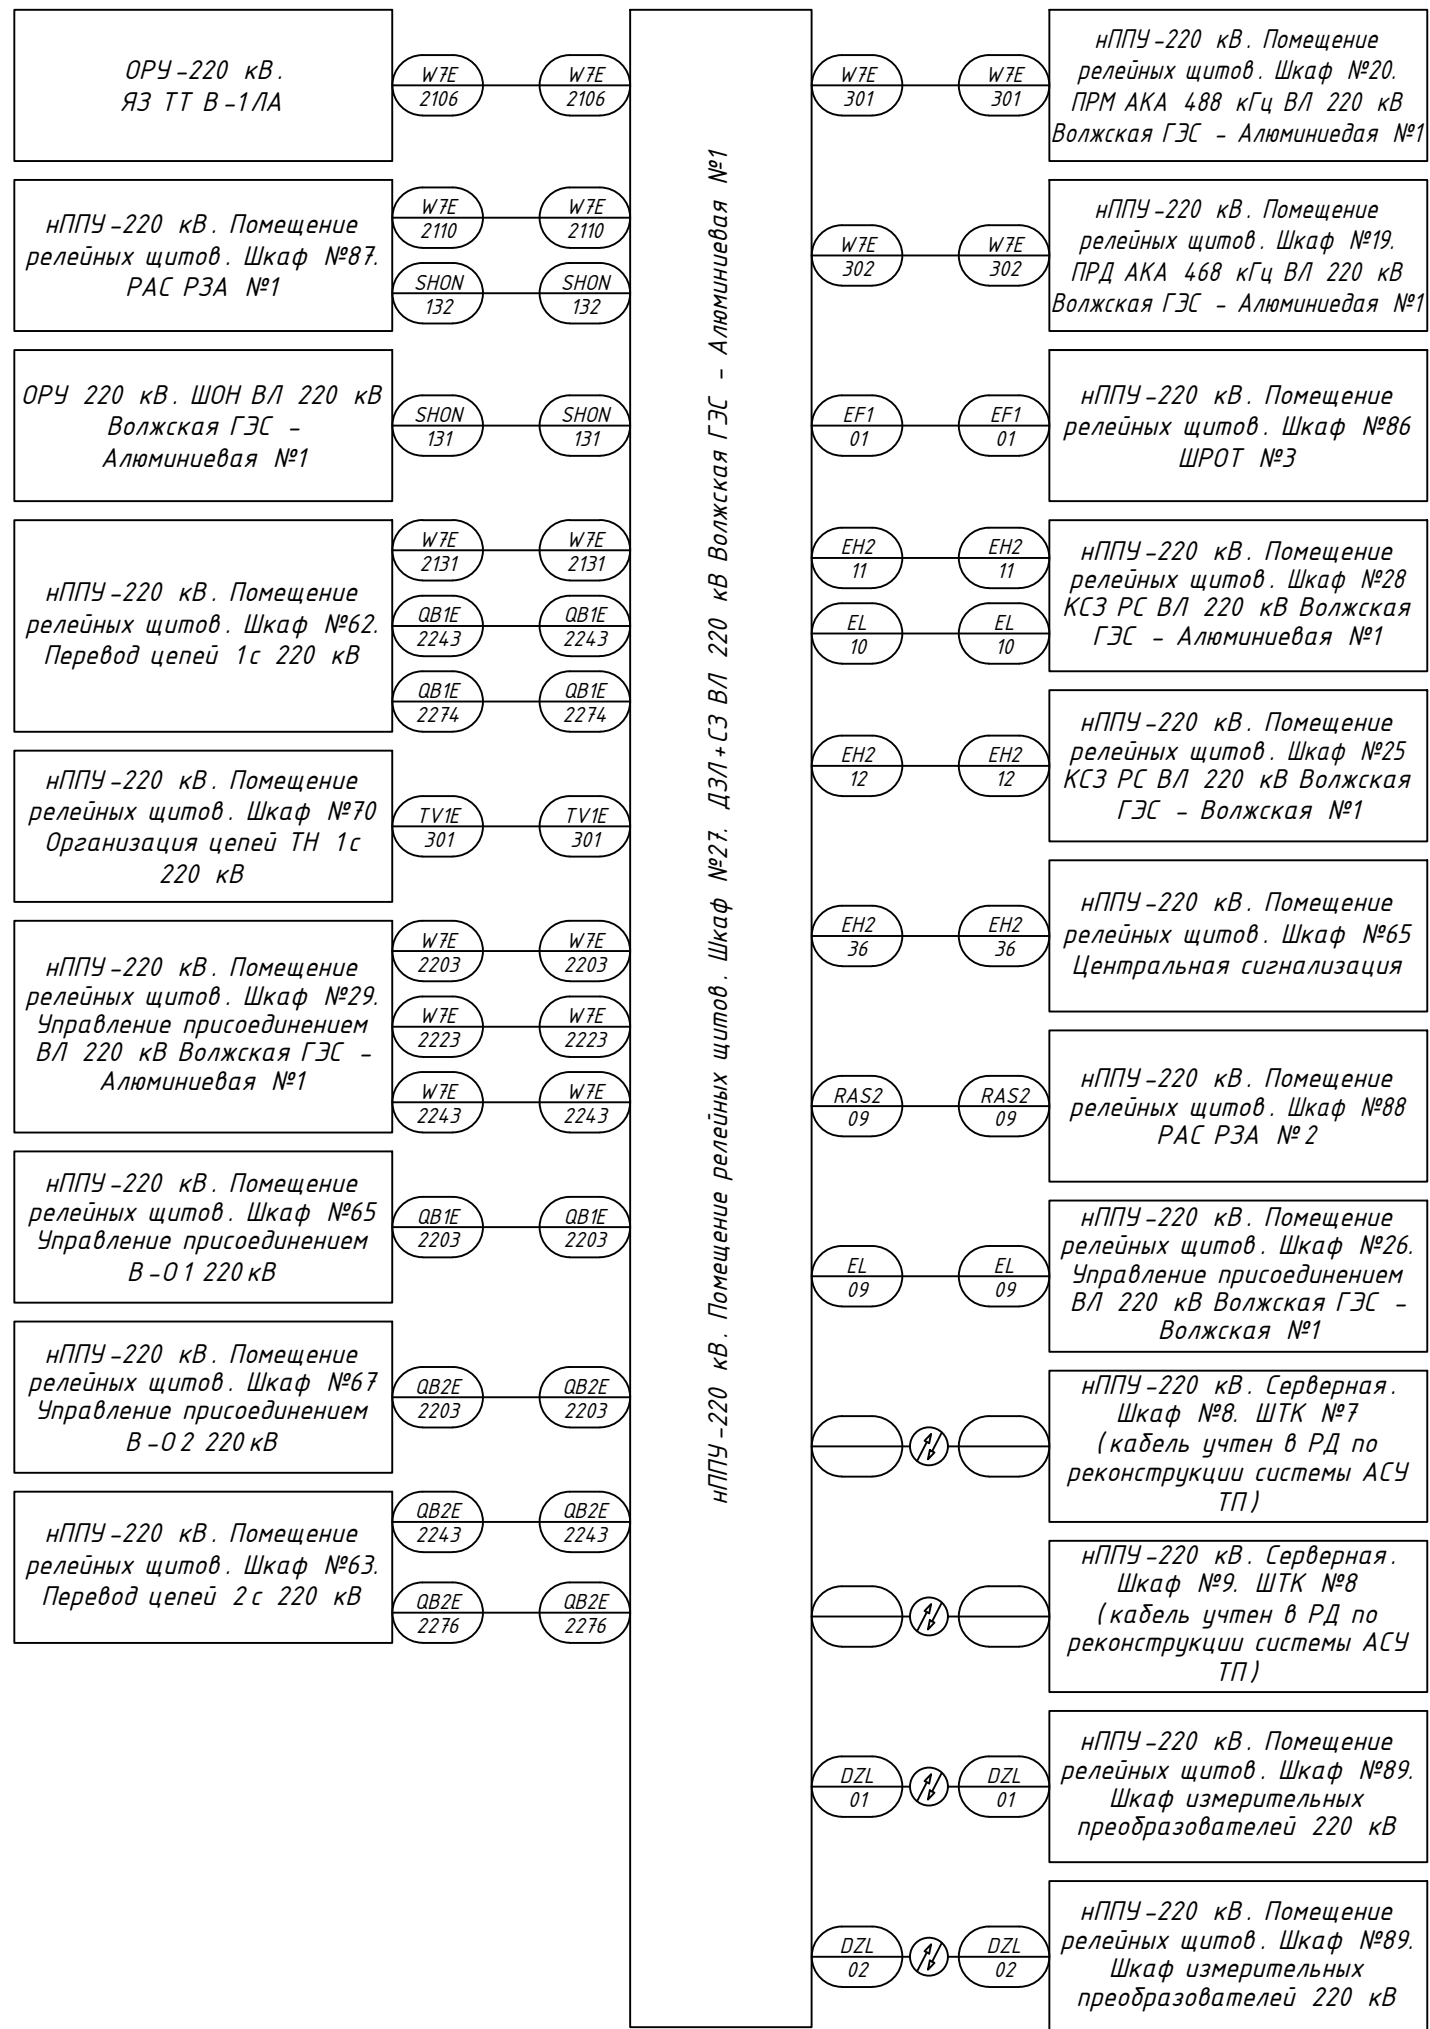 ОРУ-220 кВ.
ЯЗ ТТ В-1ЛА
W7E
W7E
2106
2106
нППУ-220 кВ. Помещение
релейных щитов. Шкаф №87.
РАС РЗА №1
W7E
W7E
2110
2110
SHON
SHON
132
132
ОРУ 220 кВ. ШОН ВЛ 220 кВ
Волжская ГЭС -
Алюминиевая №1
SHON
SHON
131
131
нППУ-220 кВ. Помещение
релейных щитов. Шкаф №62.
Перевод цепей 1с 220 кВ
W7E
W7E
2131
2131
QB1E
QB1E
2243
2243
QB1E
QB1E
2274
2274
нППУ-220 кВ. Помещение
релейных щитов. Шкаф №70
Организация цепей ТН 1с
220 кВ
TV1E
TV1E
301
301
нППУ-220 кВ. Помещение
релейных щитов. Шкаф №29.
Управление присоединением
ВЛ 220 кВ Волжская ГЭС -
Алюминиевая №1
W7E
W7E
2203
2203
W7E
W7E
2223
2223
W7E
W7E
2243
2243
нППУ-220 кВ. Помещение
релейных щитов. Шкаф №65
Управление присоединением
В-О1 220кВ
QB1E
QB1E
2203
2203
нППУ-220 кВ. Помещение
релейных щитов. Шкаф №67
Управление присоединением
В-О2 220кВ
QB2E
QB2E
2203
2203
нППУ-220 кВ. Помещение
релейных щитов. Шкаф №63.
Перевод цепей 2с 220 кВ
QB2E
QB2E
2243
2243
QB2E
QB2E
2276
2276
нППУ-220 кВ. Помещение релейных щитов. Шкаф №27. ДЗЛ+СЗ ВЛ 220 кВ Волжская ГЭС - Алюминиевая №1
W7E
W7E
301
301
нППУ-220 кВ. Помещение
релейных щитов. Шкаф №20.
ПРМ АКА 488 кГц ВЛ 220 кВ
Волжская ГЭС - Алюминиедая №1
W7E
W7E
302
302
нППУ-220 кВ. Помещение
релейных щитов. Шкаф №19.
ПРД АКА 468 кГц ВЛ 220 кВ
Волжская ГЭС - Алюминиедая №1
EF1
EF1
01
01
нППУ-220 кВ. Помещение
релейных щитов. Шкаф №86
ШРОТ №3
EH2
EH2
11
11
EL
EL
10
10
нППУ-220 кВ. Помещение
релейных щитов. Шкаф №28
КСЗ РС ВЛ 220 кВ Волжская
ГЭС - Алюминиевая №1
EH2
EH2
12
12
нППУ-220 кВ. Помещение
релейных щитов. Шкаф №25
КСЗ РС ВЛ 220 кВ Волжская
ГЭС - Волжская №1
EH2
EH2
36
36
нППУ-220 кВ. Помещение
релейных щитов. Шкаф №65
Центральная сигнализация
RAS2
RAS2
09
09
нППУ-220 кВ. Помещение
релейных щитов. Шкаф №88
РАС РЗА №2
EL
EL
09
09
нППУ-220 кВ. Помещение
релейных щитов. Шкаф №26.
Управление присоединением
ВЛ 220 кВ Волжская ГЭС -
Волжская №1
нППУ-220 кВ. Серверная.
Шкаф №8. ШТК №7
(кабель учтен в РД по
реконструкции системы АСУ
ТП)
нППУ-220 кВ. Серверная.
Шкаф №9. ШТК №8
(кабель учтен в РД по
реконструкции системы АСУ
ТП)
DZL
DZL
01
01
нППУ-220 кВ. Помещение
релейных щитов. Шкаф №89.
Шкаф измерительных
преобразователей 220 кВ
DZL
DZL
02
02
нППУ-220 кВ. Помещение
релейных щитов. Шкаф №89.
Шкаф измерительных
преобразователей 220 кВ